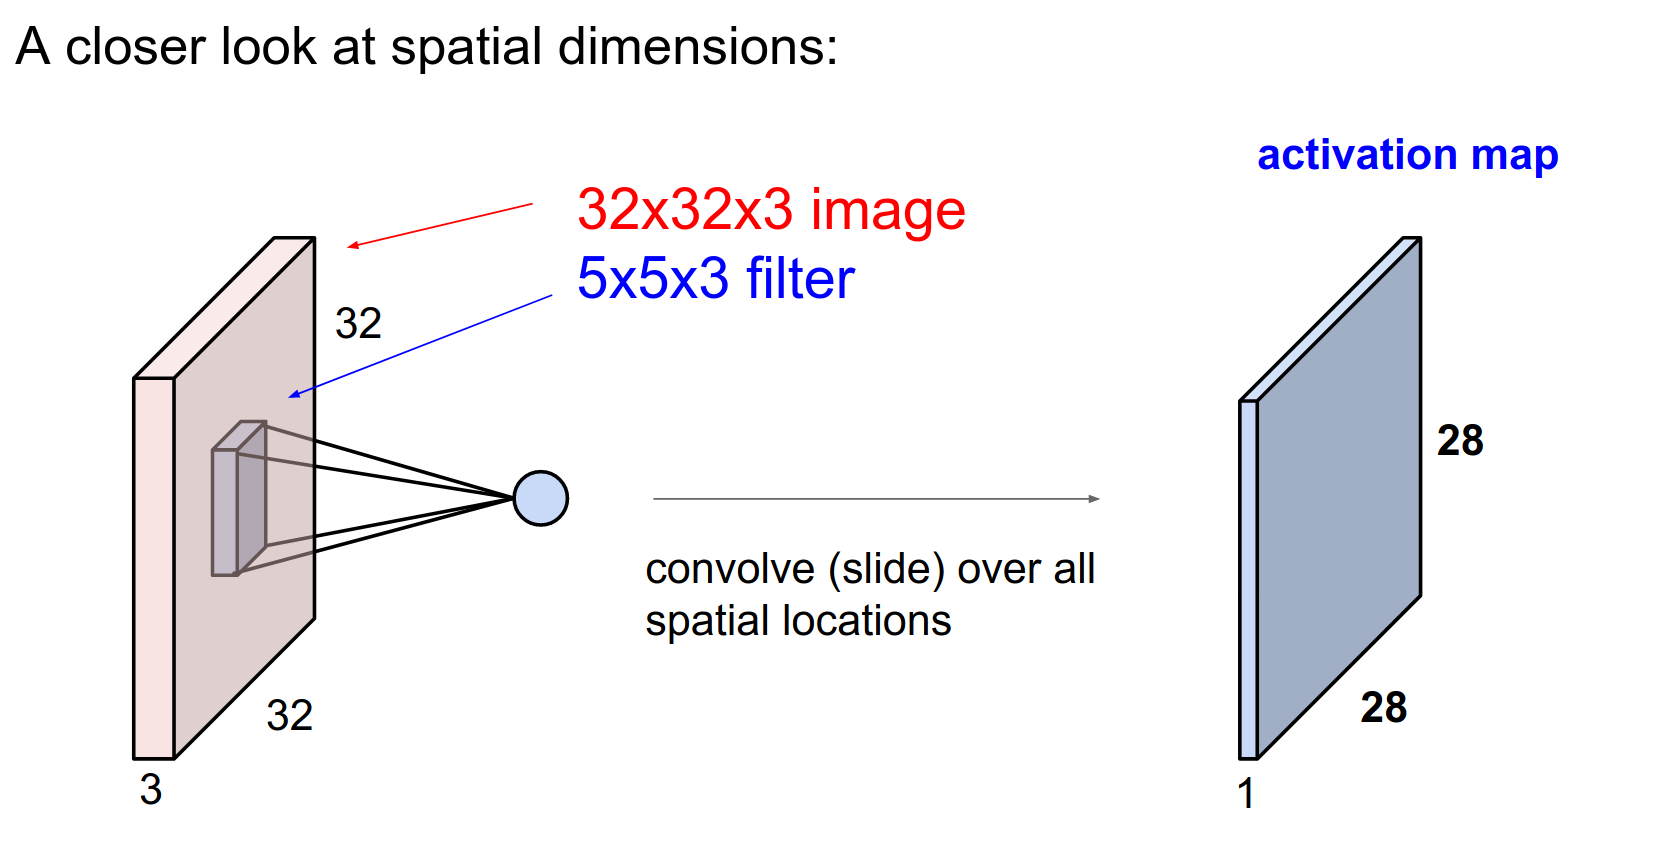 A closer look at spatial dimensions:
activation map
32x32x3 image
5x5x3 filter
32
32
3
convolve (slide) over all
spatial locations
28
28
1